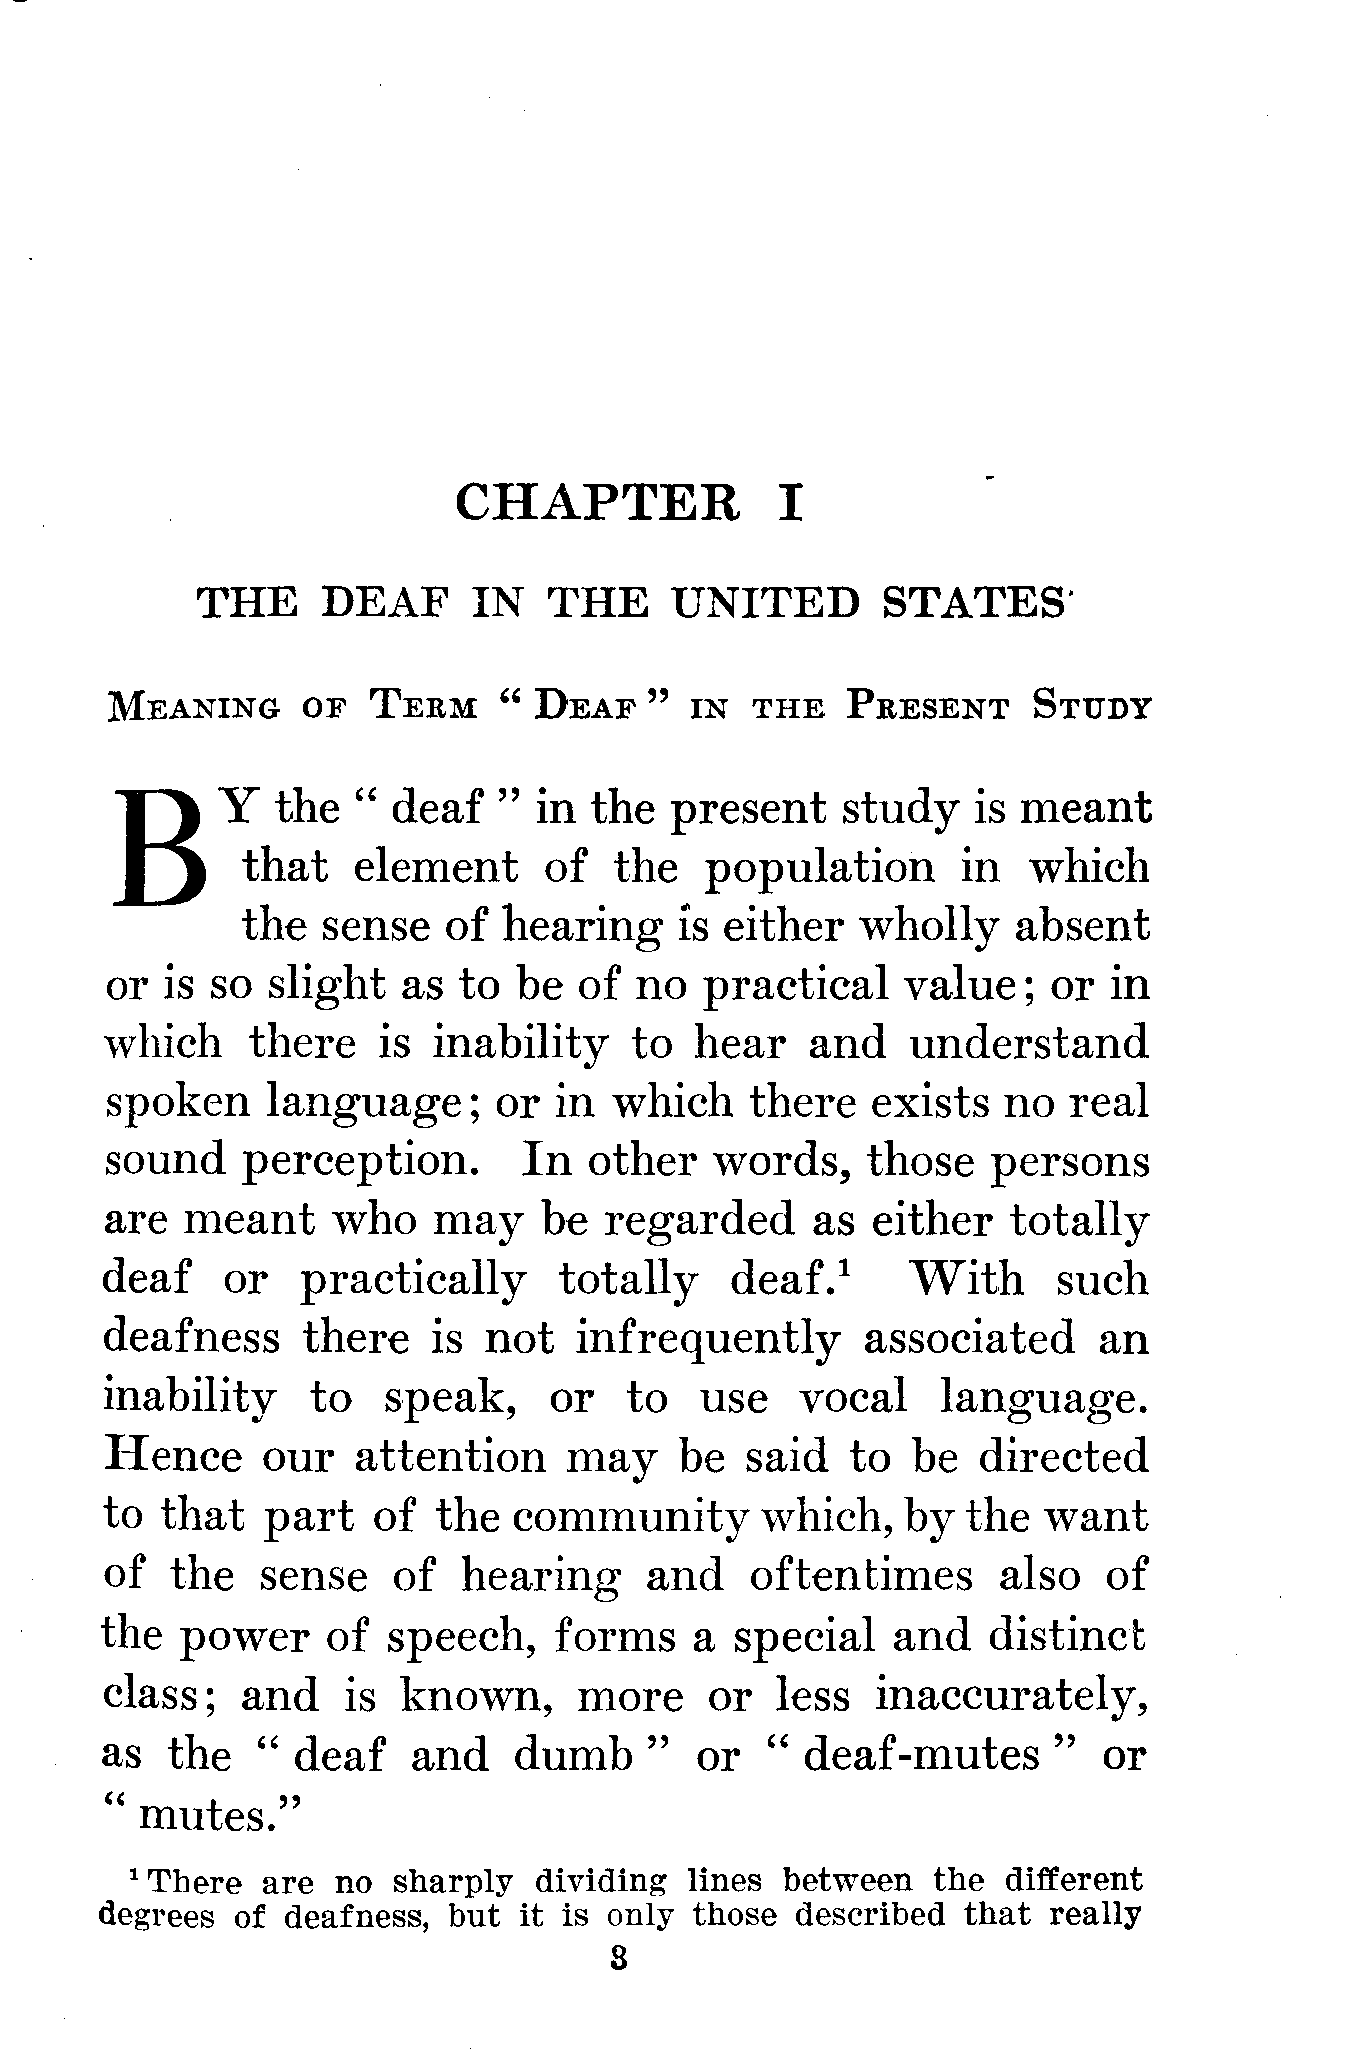 CHAPTER I
THE DEAF IN THE UNITED STATES
MEANING OF TERM “ DEAF ” IN THE PRESENT STUDY
BY the “ deaf ” in the present study is meant
that element of the population in which
the sense of hearing is either wholly absent
or is so slight as to be of no practical value; or in
which there is inability to hear and understand
spoken language; or in which there exists no real
sound perception. In other words, those persons
are meant who may be regarded as either totally
deaf or practically totally deaf.¹ With such
deafness there is not infrequently associated an
inability to speak, or to use vocal language.
Hence our attention may be said to be directed
to that part of the community which, by the want
of the sense of hearing and oftentimes also of
the power of speech, forms a special and distinct
class; and is known, more or less inaccurately,
as the “ deaf and dumb ” or “ deaf-mutes ” or
“ mutes.”
¹ There are no sharply dividing lines between the different
degrees of deafness, but it is only those described that really
3